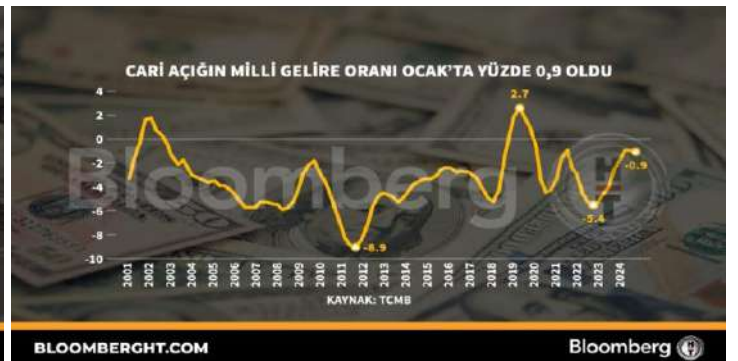 CARİ AÇIĞIN MİLLİ GELİRE ORANI OCAK'TA YÜZDE 0,9 OLDU
4
2
0
-2
-4
-6
-8
-10
2.7
-0.9
-5.4
-8.9
Bloomberg
2001 2002 2003 2004 2005 2006 2007 2008 2009 2010 2011 2012 2013 2014 2015 2016 2017 2018 2019 2020 2021 2022 2023 2024
KAYNAK: TCMB
BLOOMBERGHT.COM
Bloomberg